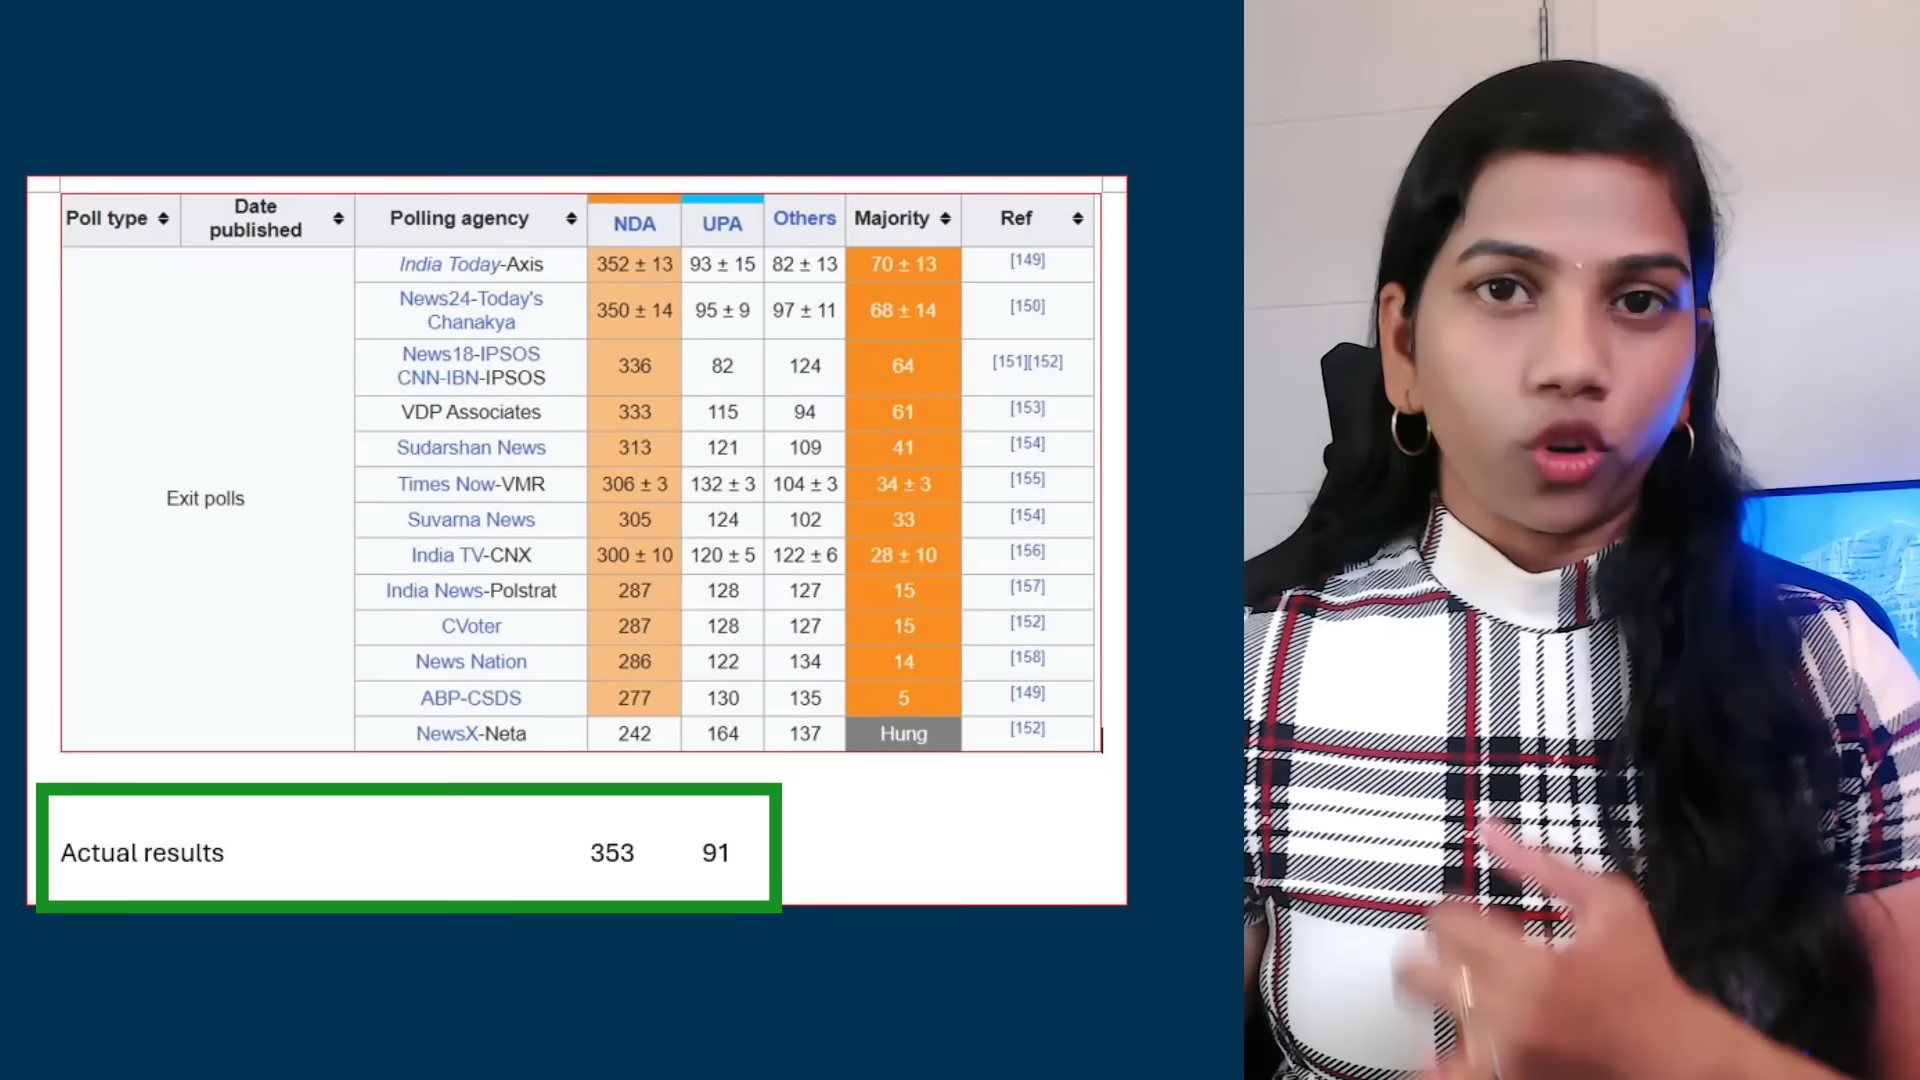 Poll type Date published Polling agency NDA UPA Others Majority Ref
Exit polls
India Today-Axis 352 ± 13 93 ± 15 82 ± 13 70 ± 13 [149]
News24-Today's Chanakya 350 ± 14 95 ± 9 97 ± 11 68 ± 14 [150]
News18-IPSOS CNN-IBN-IPSOS 336 82 124 64 [151][152]
VDP Associates 333 115 94 61 [153]
Sudarshan News 313 121 109 41 [154]
Times Now-VMR 306 ± 3 132 ± 3 104 ± 3 34 ± 3 [155]
Suvarna News 305 124 102 33 [154]
India TV-CNX 300 ± 10 120 ± 5 122 ± 6 28 ± 10 [156]
India News-Polstrat 287 128 127 15 [157]
CVoter 287 128 127 15 [152]
News Nation 286 122 134 14 [158]
ABP-CSDS 277 130 135 5 [149]
NewsX-Neta 242 164 137 Hung [152]
Actual results 353 91